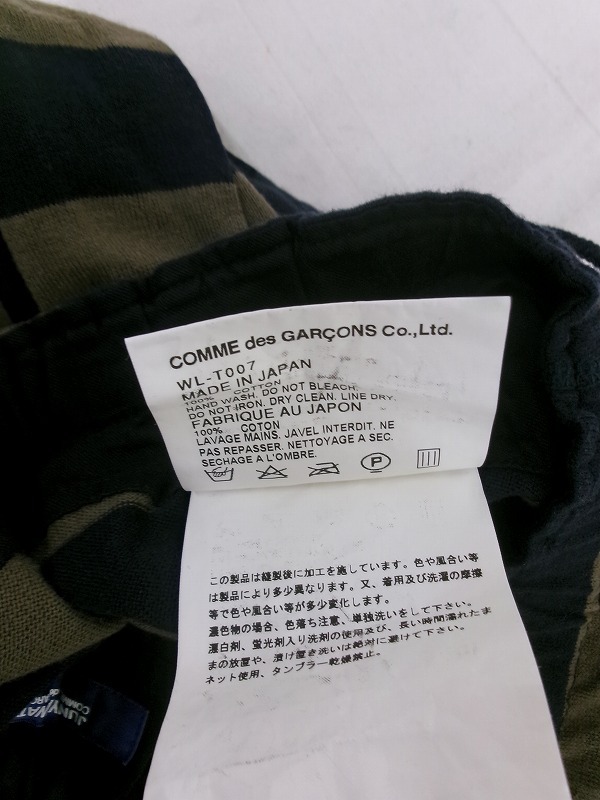 COMME des GARÇONS Co.,Ltd.
WL-T007
MADE IN JAPAN
100% COTTON
HAND WASH. DO NOT BLEACH.
DO NOT IRON. DRY CLEAN. LINE DRY.
FABRIQUE AU JAPON
100% COTON
LAVAGE MAINS. JAVEL INTERDIT. NE
PAS REPASSER. NETTOYAGE A SEC.
SECHAGE A L'OMBRE.
P
この製品は縫製後に加工を施しています。色や風合い等
は製品により多少異なります。又、着用及び洗濯の摩擦
等で色や風合い等が多少変化します。
濃色物の場合、色落ち注意、単独洗いをして下さい。
漂白剤、蛍光剤入り洗剤の使用及び、長い時間濡れたま
まの放置や、漬け置き洗いは絶対に避けて下さい。
ネット使用、タンブラー乾燥禁止。